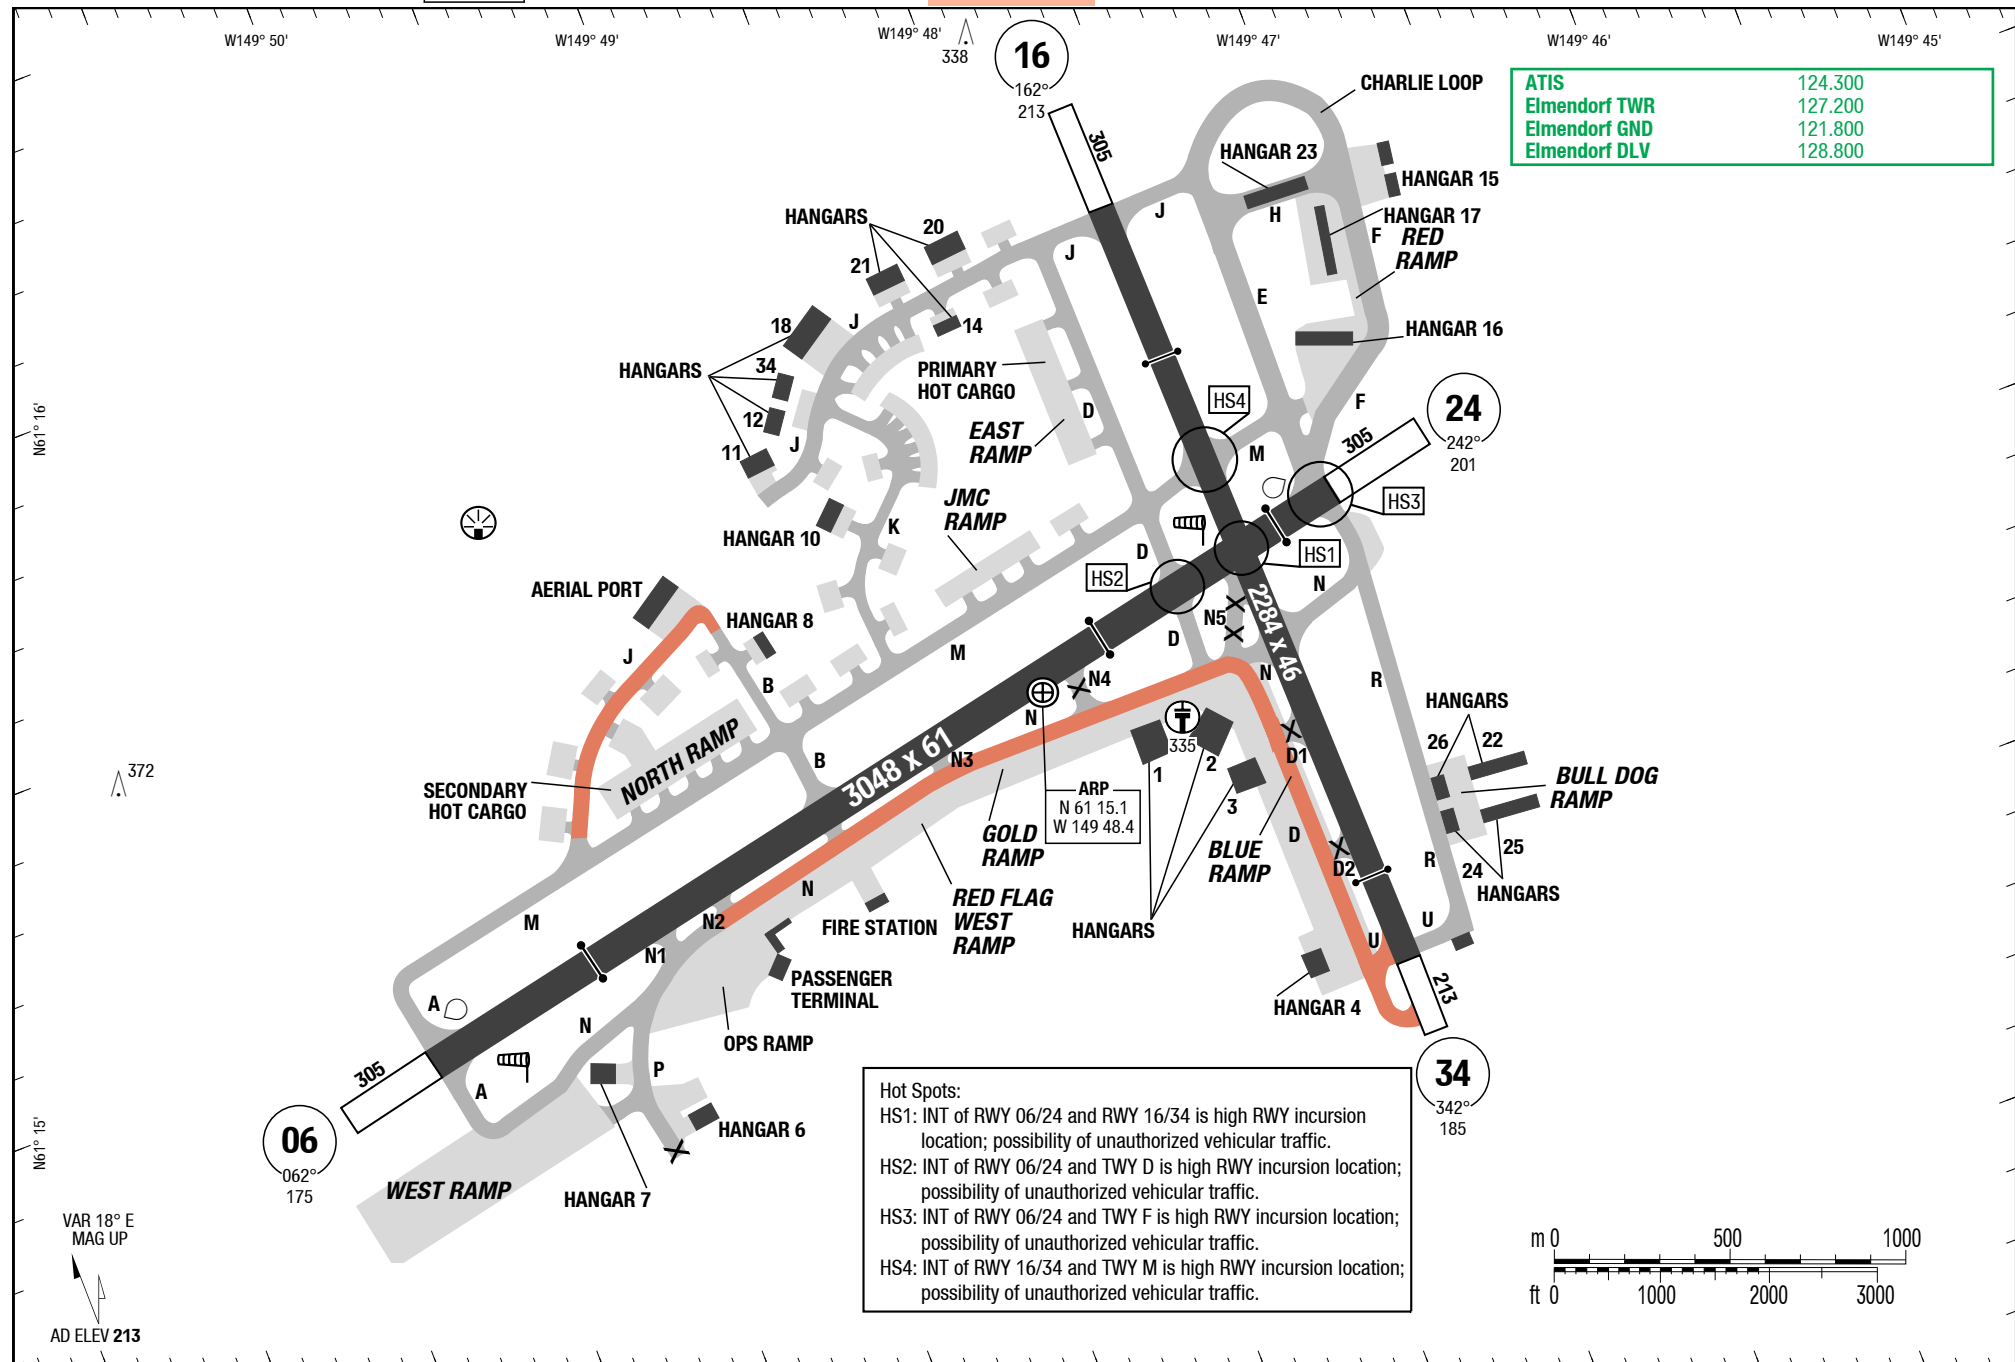 W149° 50'
W149° 49'
W149° 48'
W149° 47'
W149° 46'
W149° 45'
338
16
162°
213
305
CHARLIE LOOP
ATIS 124.300
Elmendorf TWR 127.200
Elmendorf GND 121.800
Elmendorf DLV 128.800
HANGAR 23
HANGAR 15
HANGAR 17
H
J
F
RED
RAMP
HANGARS
20
21
J
E
18
J
14
HANGAR 16
HANGARS
34
PRIMARY
HOT CARGO
12
D
HS4
F
24
242°
201
305
N61° 16'
J
11
EAST
RAMP
M
JMC
RAMP
HS3
HANGAR 10
K
D
HS1
HS2
N
AERIAL PORT
HANGAR 8
N5
2284 x 46
J
M
D
B
N4
N
R
HANGARS
N
26
22
NORTH RAMP
335
B
N3
1
2
D1
372
3048 x 61
BULL DOG
RAMP
SECONDARY
HOT CARGO
ARP
N 61 15.1
W 149 48.4
3
GOLD
RAMP
BLUE
RAMP
D
D2
R
24
25
HANGARS
N
RED FLAG
WEST
RAMP
M
N2
FIRE STATION
HANGARS
U
U
N1
PASSENGER
TERMINAL
A
HANGAR 4
213
N
OPS RAMP
305
P
A
34
342°
185
06
062°
175
N61° 15'
HANGAR 6
WEST RAMP
HANGAR 7
Hot Spots:
HS1: INT of RWY 06/24 and RWY 16/34 is high RWY incursion
location; possibility of unauthorized vehicular traffic.
HS2: INT of RWY 06/24 and TWY D is high RWY incursion location;
possibility of unauthorized vehicular traffic.
HS3: INT of RWY 06/24 and TWY F is high RWY incursion location;
possibility of unauthorized vehicular traffic.
HS4: INT of RWY 16/34 and TWY M is high RWY incursion location;
possibility of unauthorized vehicular traffic.
VAR 18° E
MAG UP
AD ELEV 213
m 0 500 1000
ft 0 1000 2000 3000